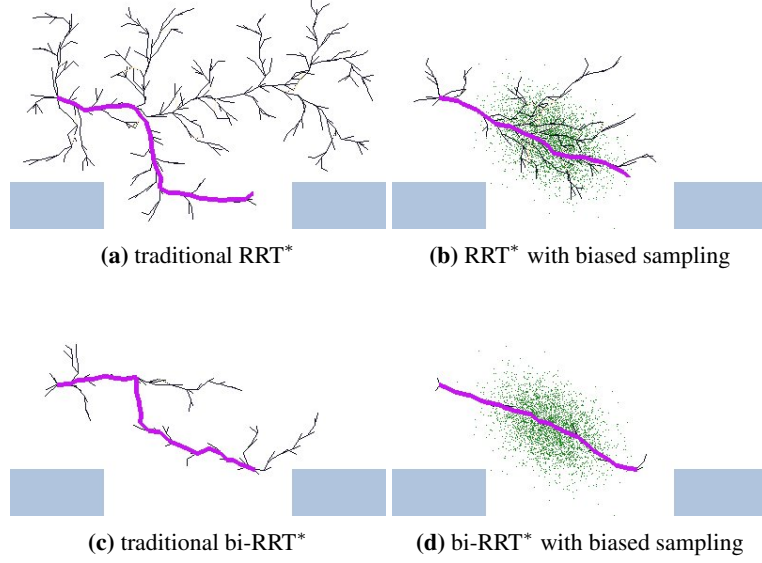 (a) traditional RRT*
(b) RRT* with biased sampling
(c) traditional bi-RRT*
(d) bi-RRT* with biased sampling